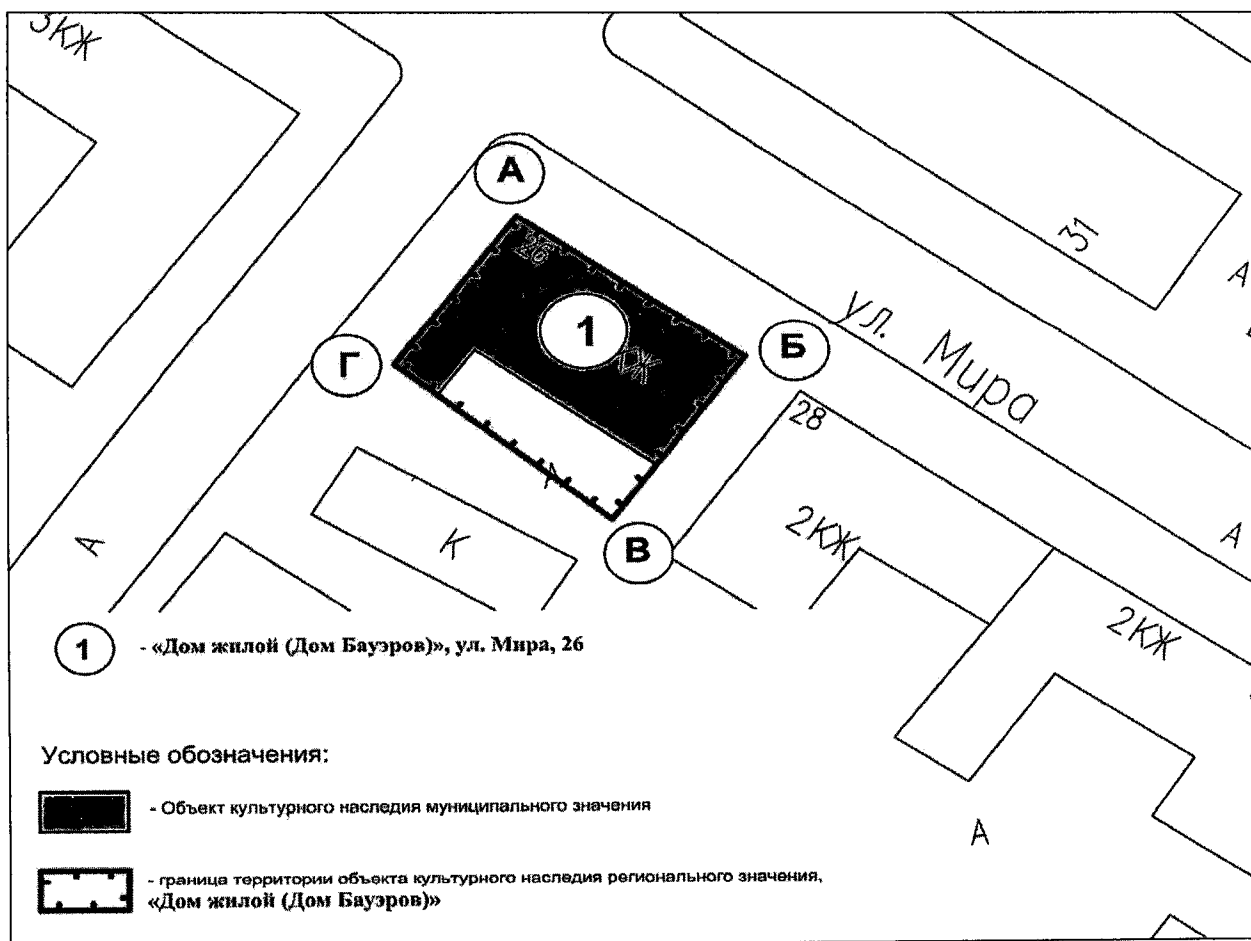 3КЖ
А
26
1
КЖ
Г
Б
ул. Мира
31
А
28
2КЖ
В
К
А
А
2КЖ
А
1 - «Дом жилой (Дом Бауэров)», ул. Мира, 26
Условные обозначения:
- Объект культурного наследия муниципального значения
- граница территории объекта культурного наследия регионального значения,
«Дом жилой (Дом Бауэров)»